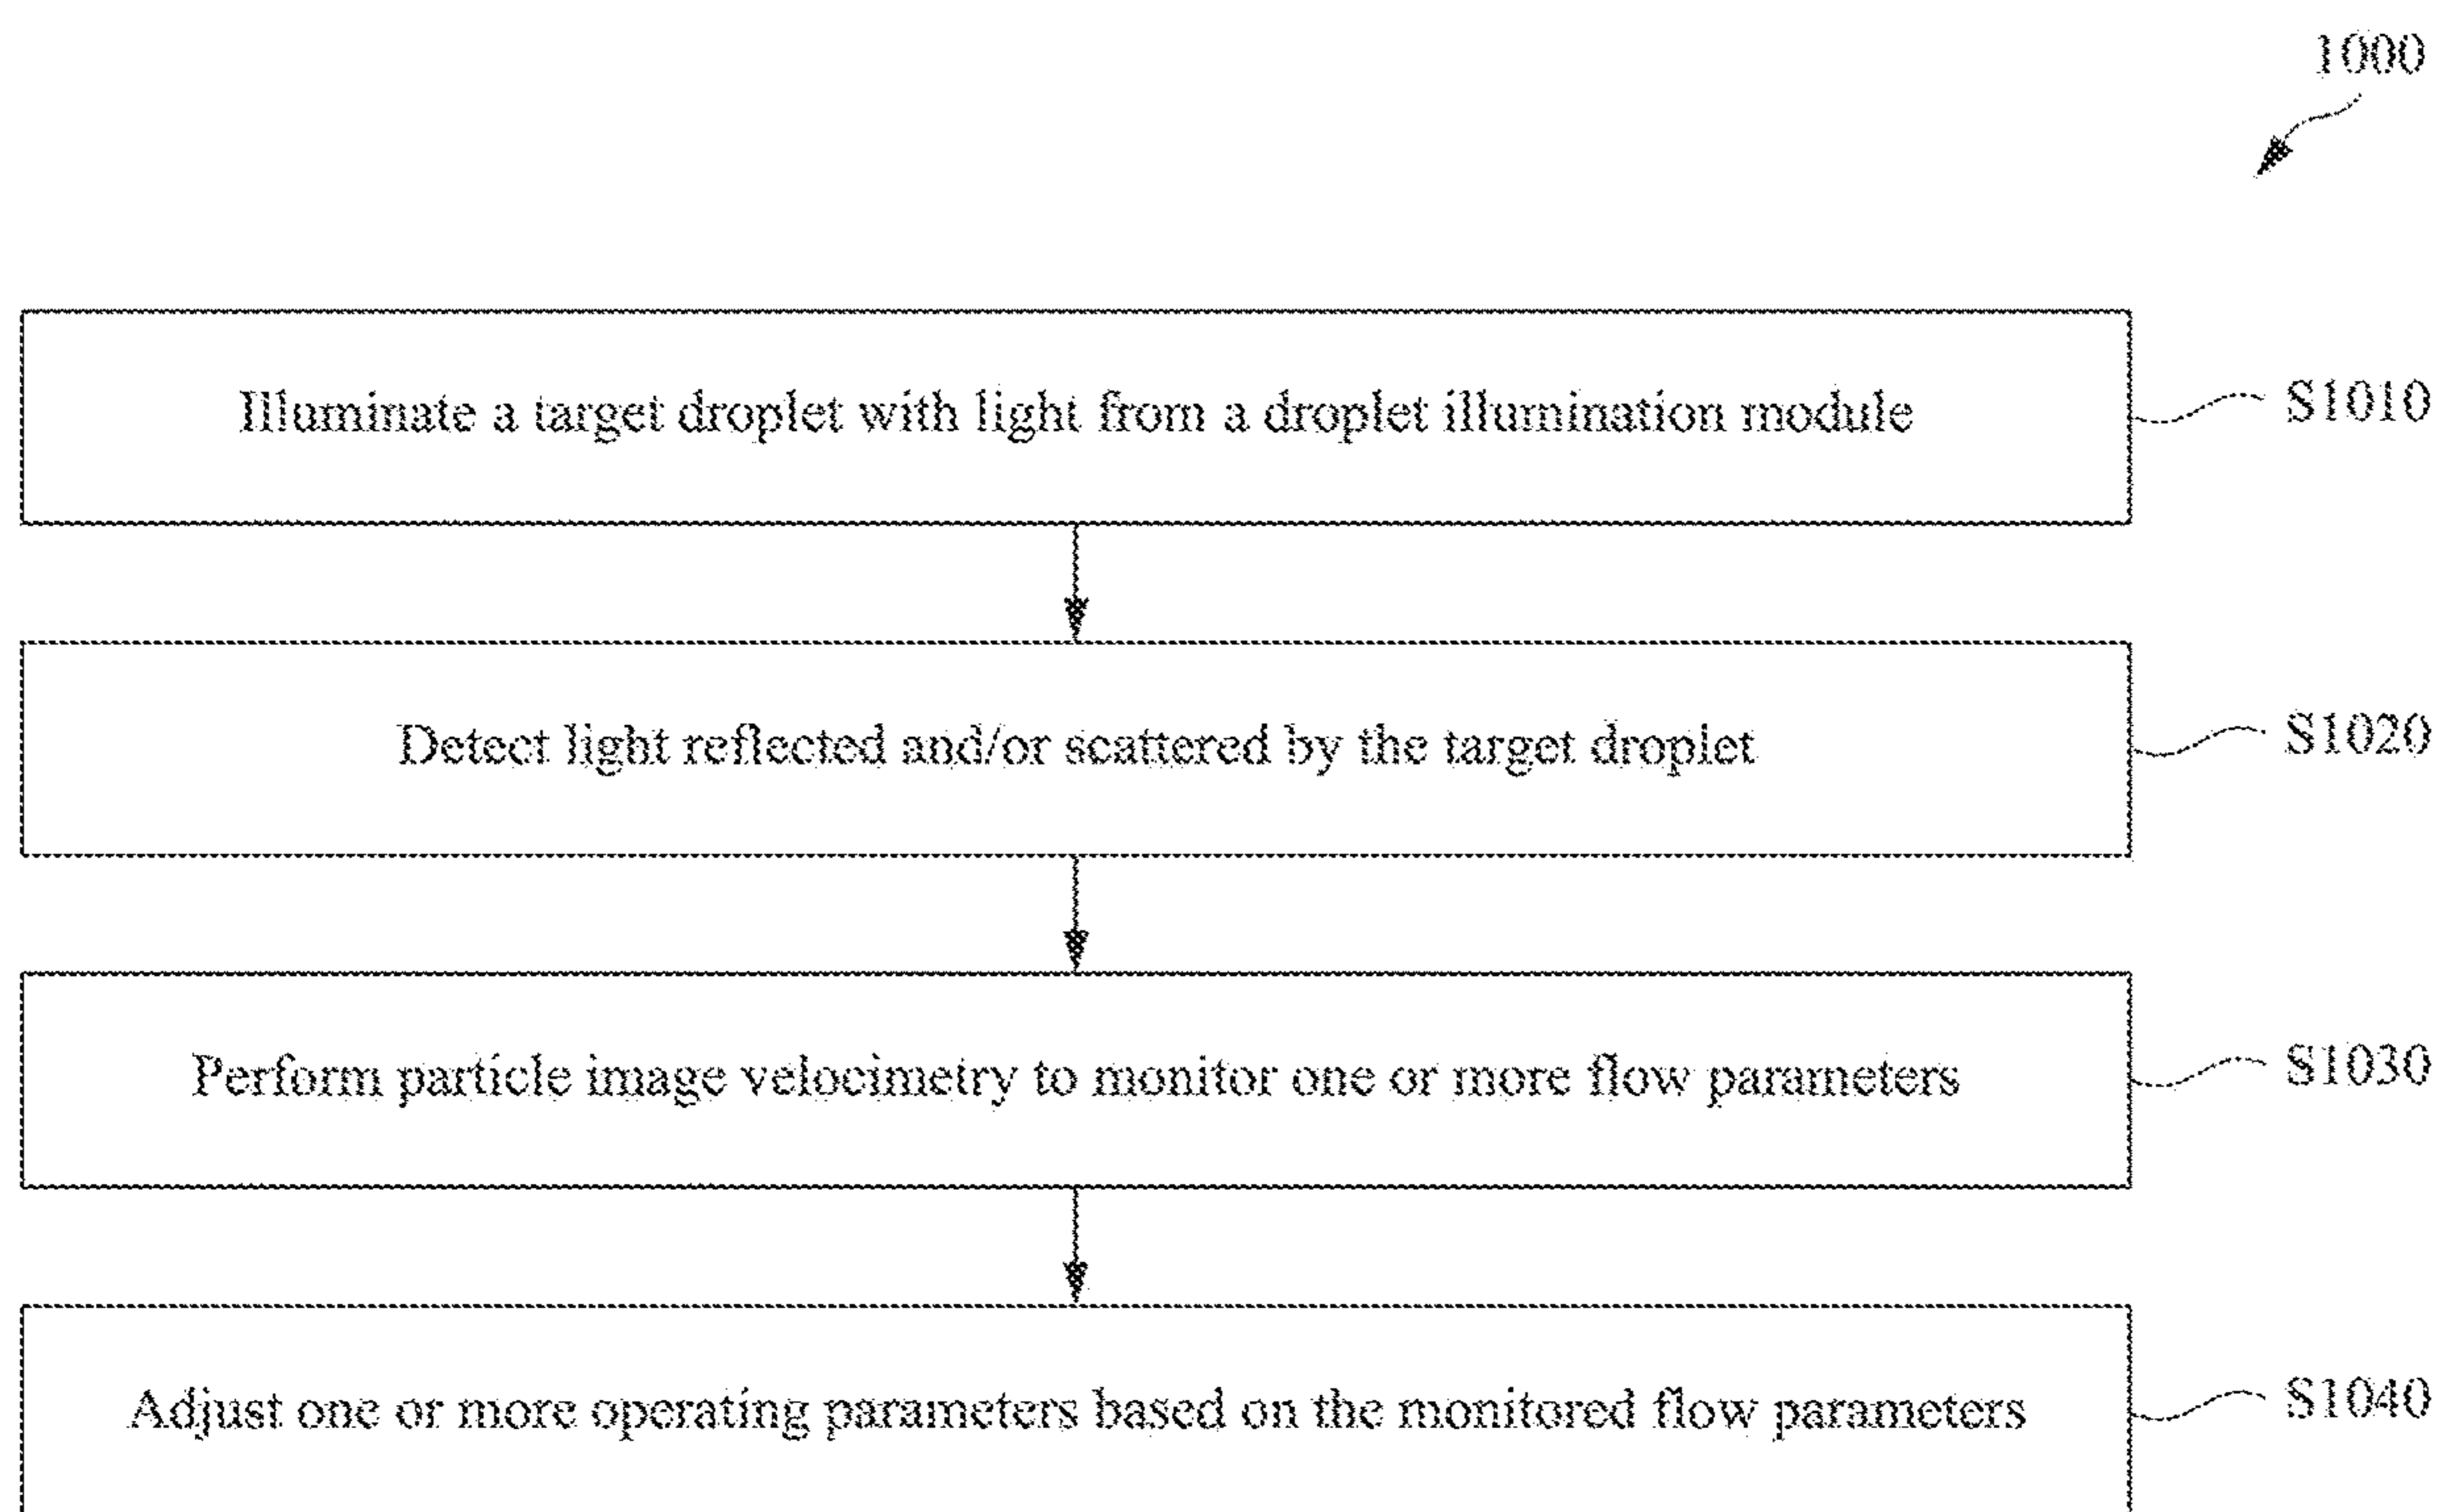 1000
Illuminate a target droplet with light from a droplet illumination module
S1010
Detect light reflected and/or scattered by the target droplet
S1020
Perform particle image velocimetry to monitor one or more flow parameters
S1030
Adjust one or more operating parameters based on the monitored flow parameters
S1040